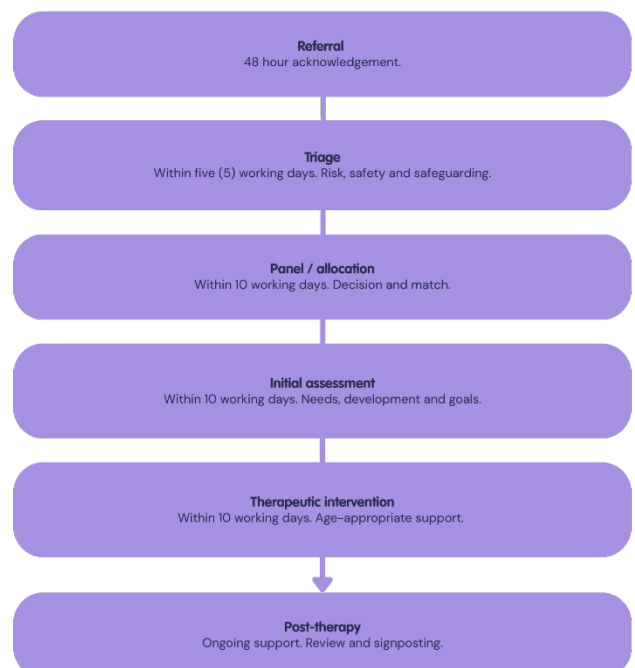 Referral
48 hour acknowledgement.
Triage
Within five (5) working days. Risk, safety and safeguarding.
Panel / allocation
Within 10 working days. Decision and match.
Initial assessment
Within 10 working days. Needs, development and goals.
Therapeutic intervention
Within 10 working days. Age-appropriate support.
Post-therapy
Ongoing support. Review and signposting.